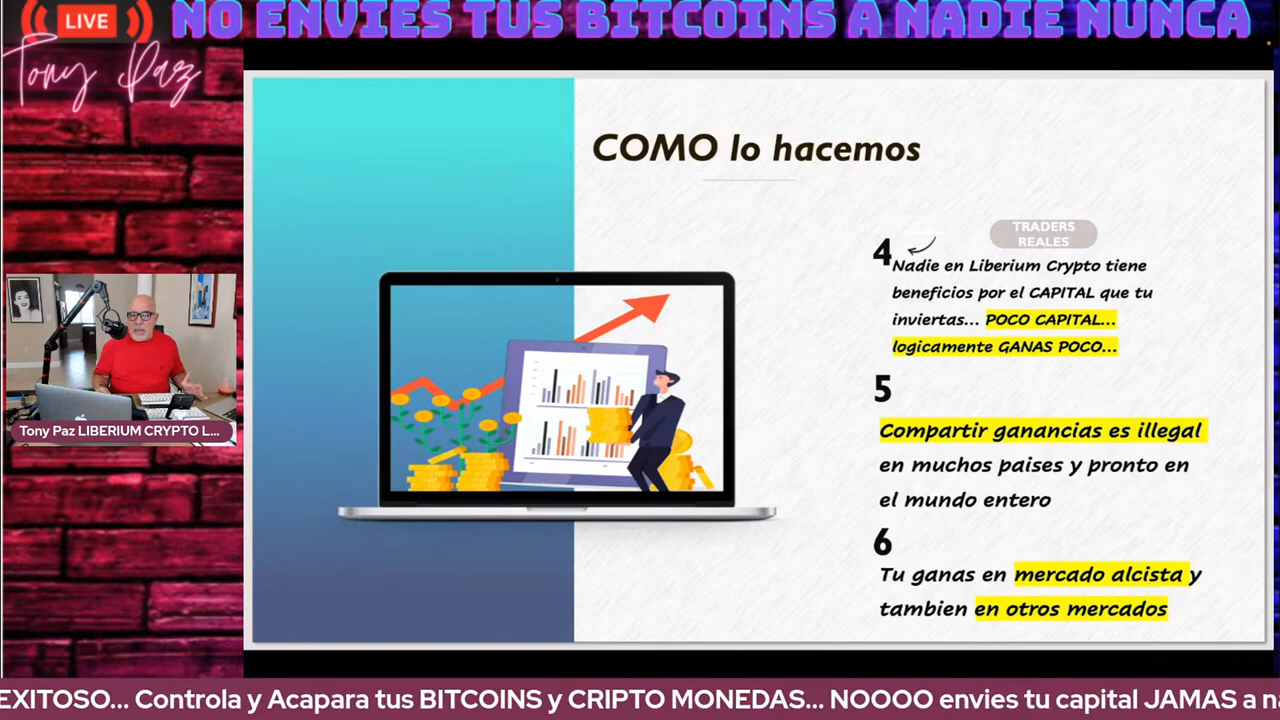 LIVE
NO ENVIES TUS BITCOINS A NADIE NUNCA
Tony Paz
COMO lo hacemos
TRADERS
REALES
4
Nadie en Liberium Crypto tiene
beneficios por el CAPITAL que tu
inviertas... POCO CAPITAL...
logicamente GANAS POCO...
5
Compartir ganancias es illegal
en muchos paises y pronto en
el mundo entero
6
Tu ganas en mercado alcista y
tambien en otros mercados
Tony Paz LIBERIUM CRYPTO L...
EXITOSO... Controla y Acapara tus BITCOINS y CRIPTO MONEDAS... NOOOO envies tu capital JAMAS a